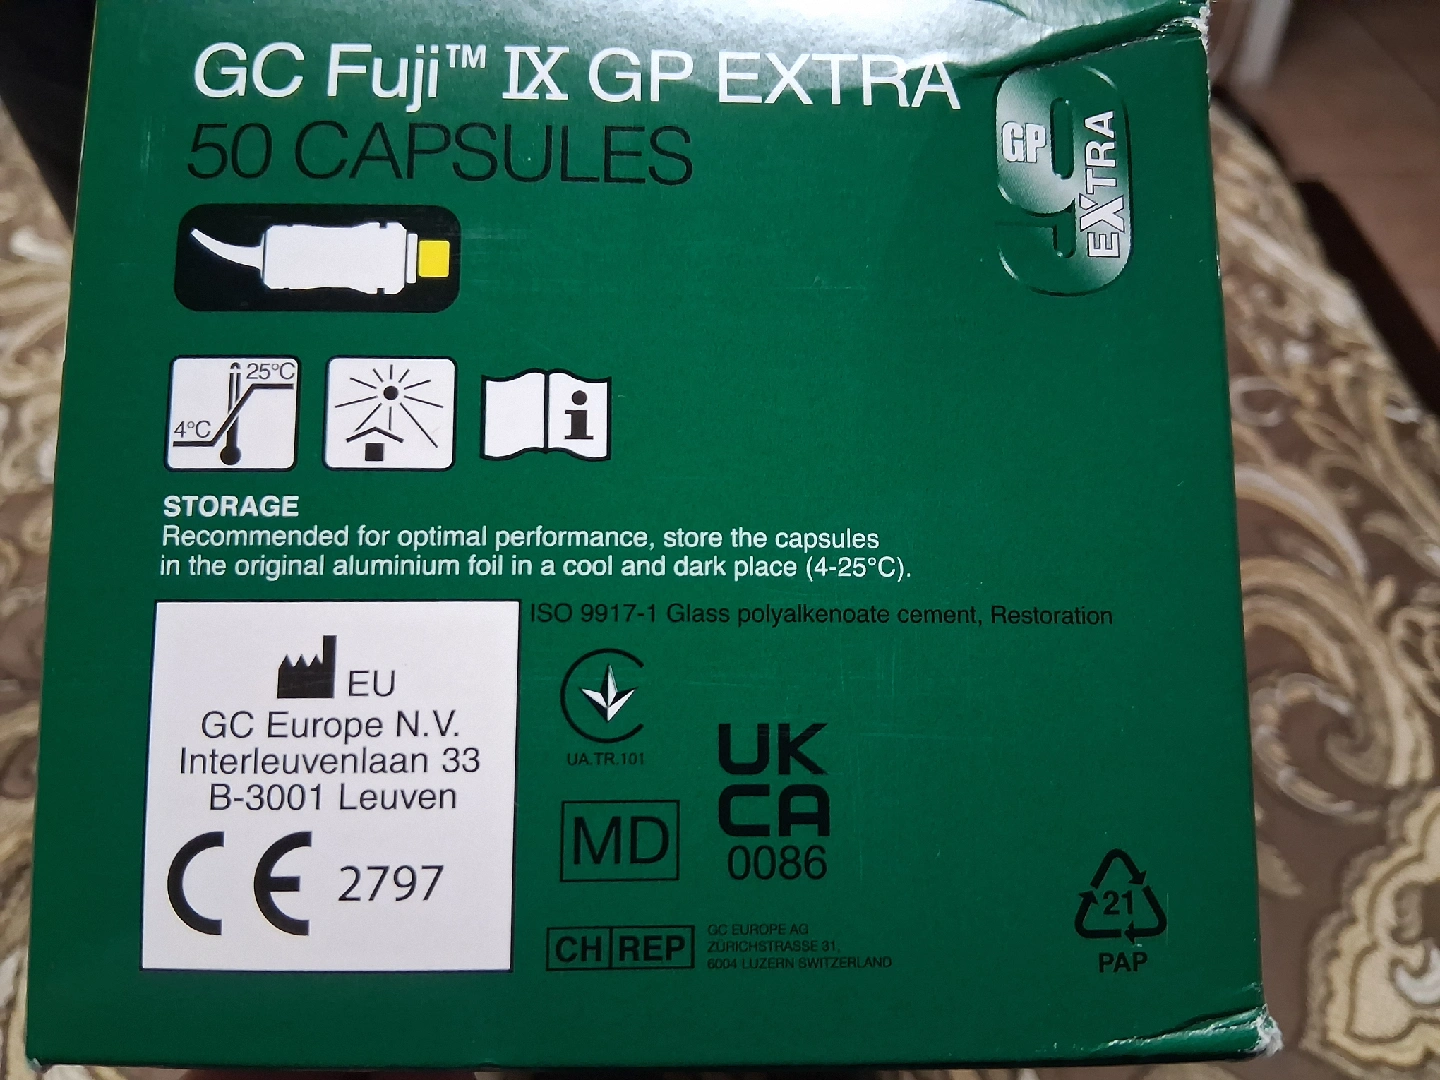 GC Fuji™ IX GP EXTRA
50 CAPSULES
GP
9
EXTRA
25°C
4°C
i
STORAGE
Recommended for optimal performance, store the capsules
in the original aluminium foil in a cool and dark place (4-25°C).
ISO 9917-1 Glass polyalkenoate cement, Restoration
EU
GC Europe N.V.
Interleuvenlaan 33
B-3001 Leuven
CE 2797
UA.TR.101
MD
UK
CA
0086
CH REP
GC EUROPE AG
ZÜRICHSTRASSE 31,
6004 LUZERN SWITZERLAND
21
PAP